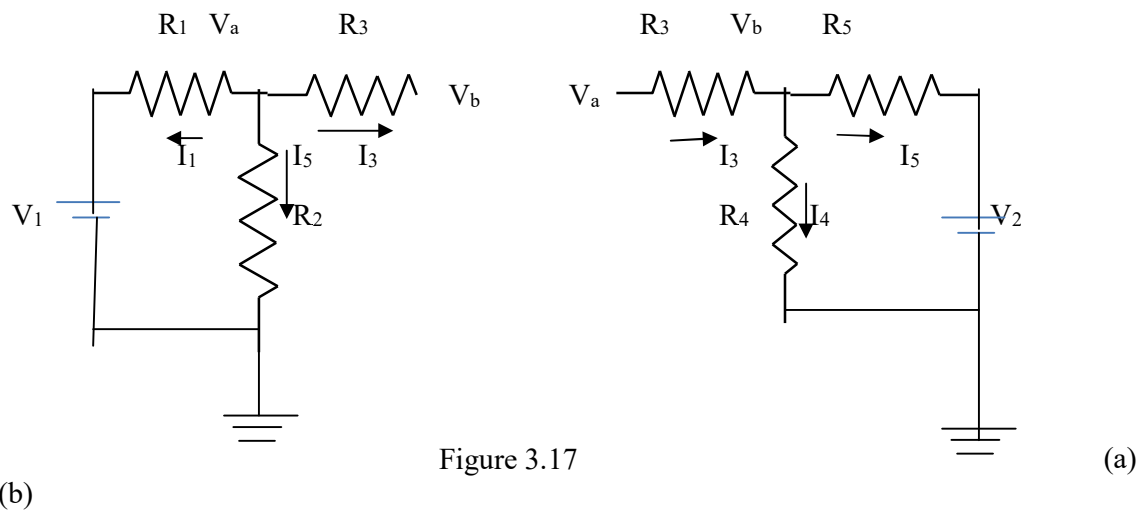 R1 Va R3 R3 Vb R5
Vb Va
I1 I5 I3 I3 I5
V1 R2 R4 I4 V2
Figure 3.17 (a)
(b)